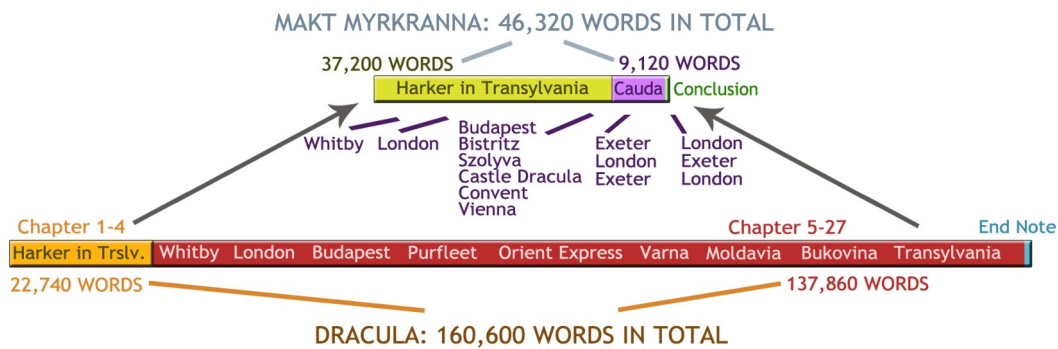 MAKT MYRKRANNA: 46,320 WORDS IN TOTAL
37,200 WORDS
9,120 WORDS
Harker in Transylvania
Cauda
Conclusion
Whitby
London
Budapest
Bistritz
Szolyva
Castle Dracula
Convent
Vienna
Exeter
London
Exeter
London
Exeter
London
Chapter 1-4
Chapter 5-27
End Note
Harker in Trslv.
Whitby
London
Budapest
Purfleet
Orient Express
Varna
Moldavia
Bukovina
Transylvania
22,740 WORDS
137,860 WORDS
DRACULA: 160,600 WORDS IN TOTAL